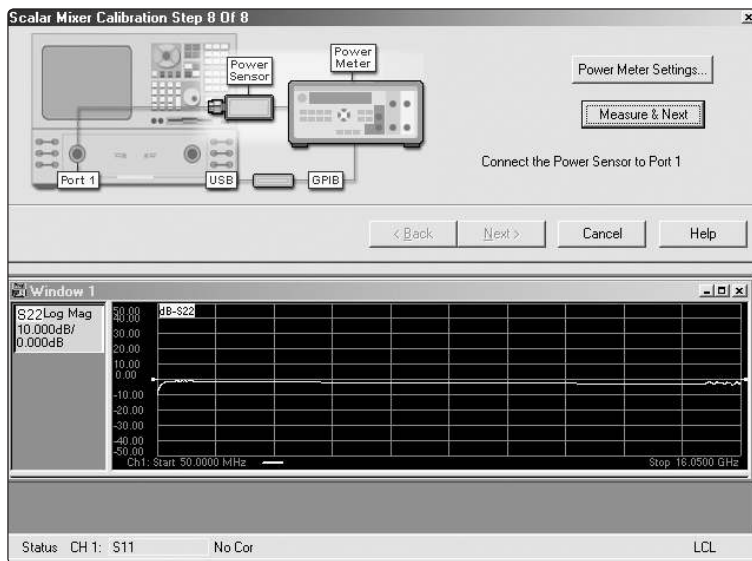 Scalar Mixer Calibration Step 8 Of 8
Power Sensor
Power Meter
Port 1
USB
GPIB
Power Meter Settings...
Measure & Next
Connect the Power Sensor to Port 1
< Back
Next >
Cancel
Help
Window 1
S22Log Mag
10.000dB/
0.000dB
dB-S22
50.00
40.00
30.00
20.00
10.00
0.00
-10.00
-20.00
-30.00
-40.00
-50.00
Ch1: Start 50.0000 MHz
Stop 16.0500 GHz
Status CH 1: S11 No Cor LCL